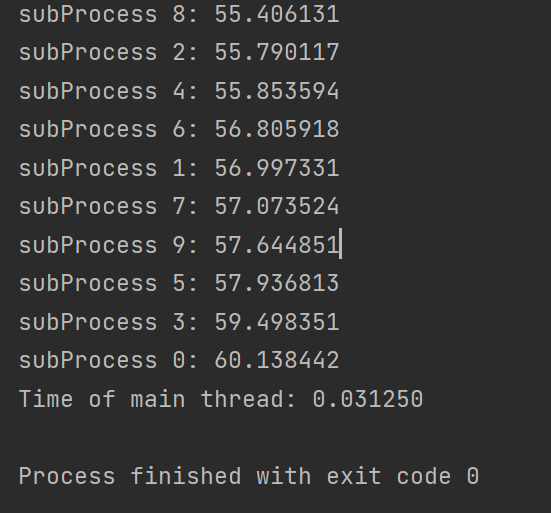 subProcess 8: 55.406131
subProcess 2: 55.790117
subProcess 4: 55.853594
subProcess 6: 56.805918
subProcess 1: 56.997331
subProcess 7: 57.073524
subProcess 9: 57.644851
subProcess 5: 57.936813
subProcess 3: 59.498351
subProcess 0: 60.138442
Time of main thread: 0.031250
Process finished with exit code 0